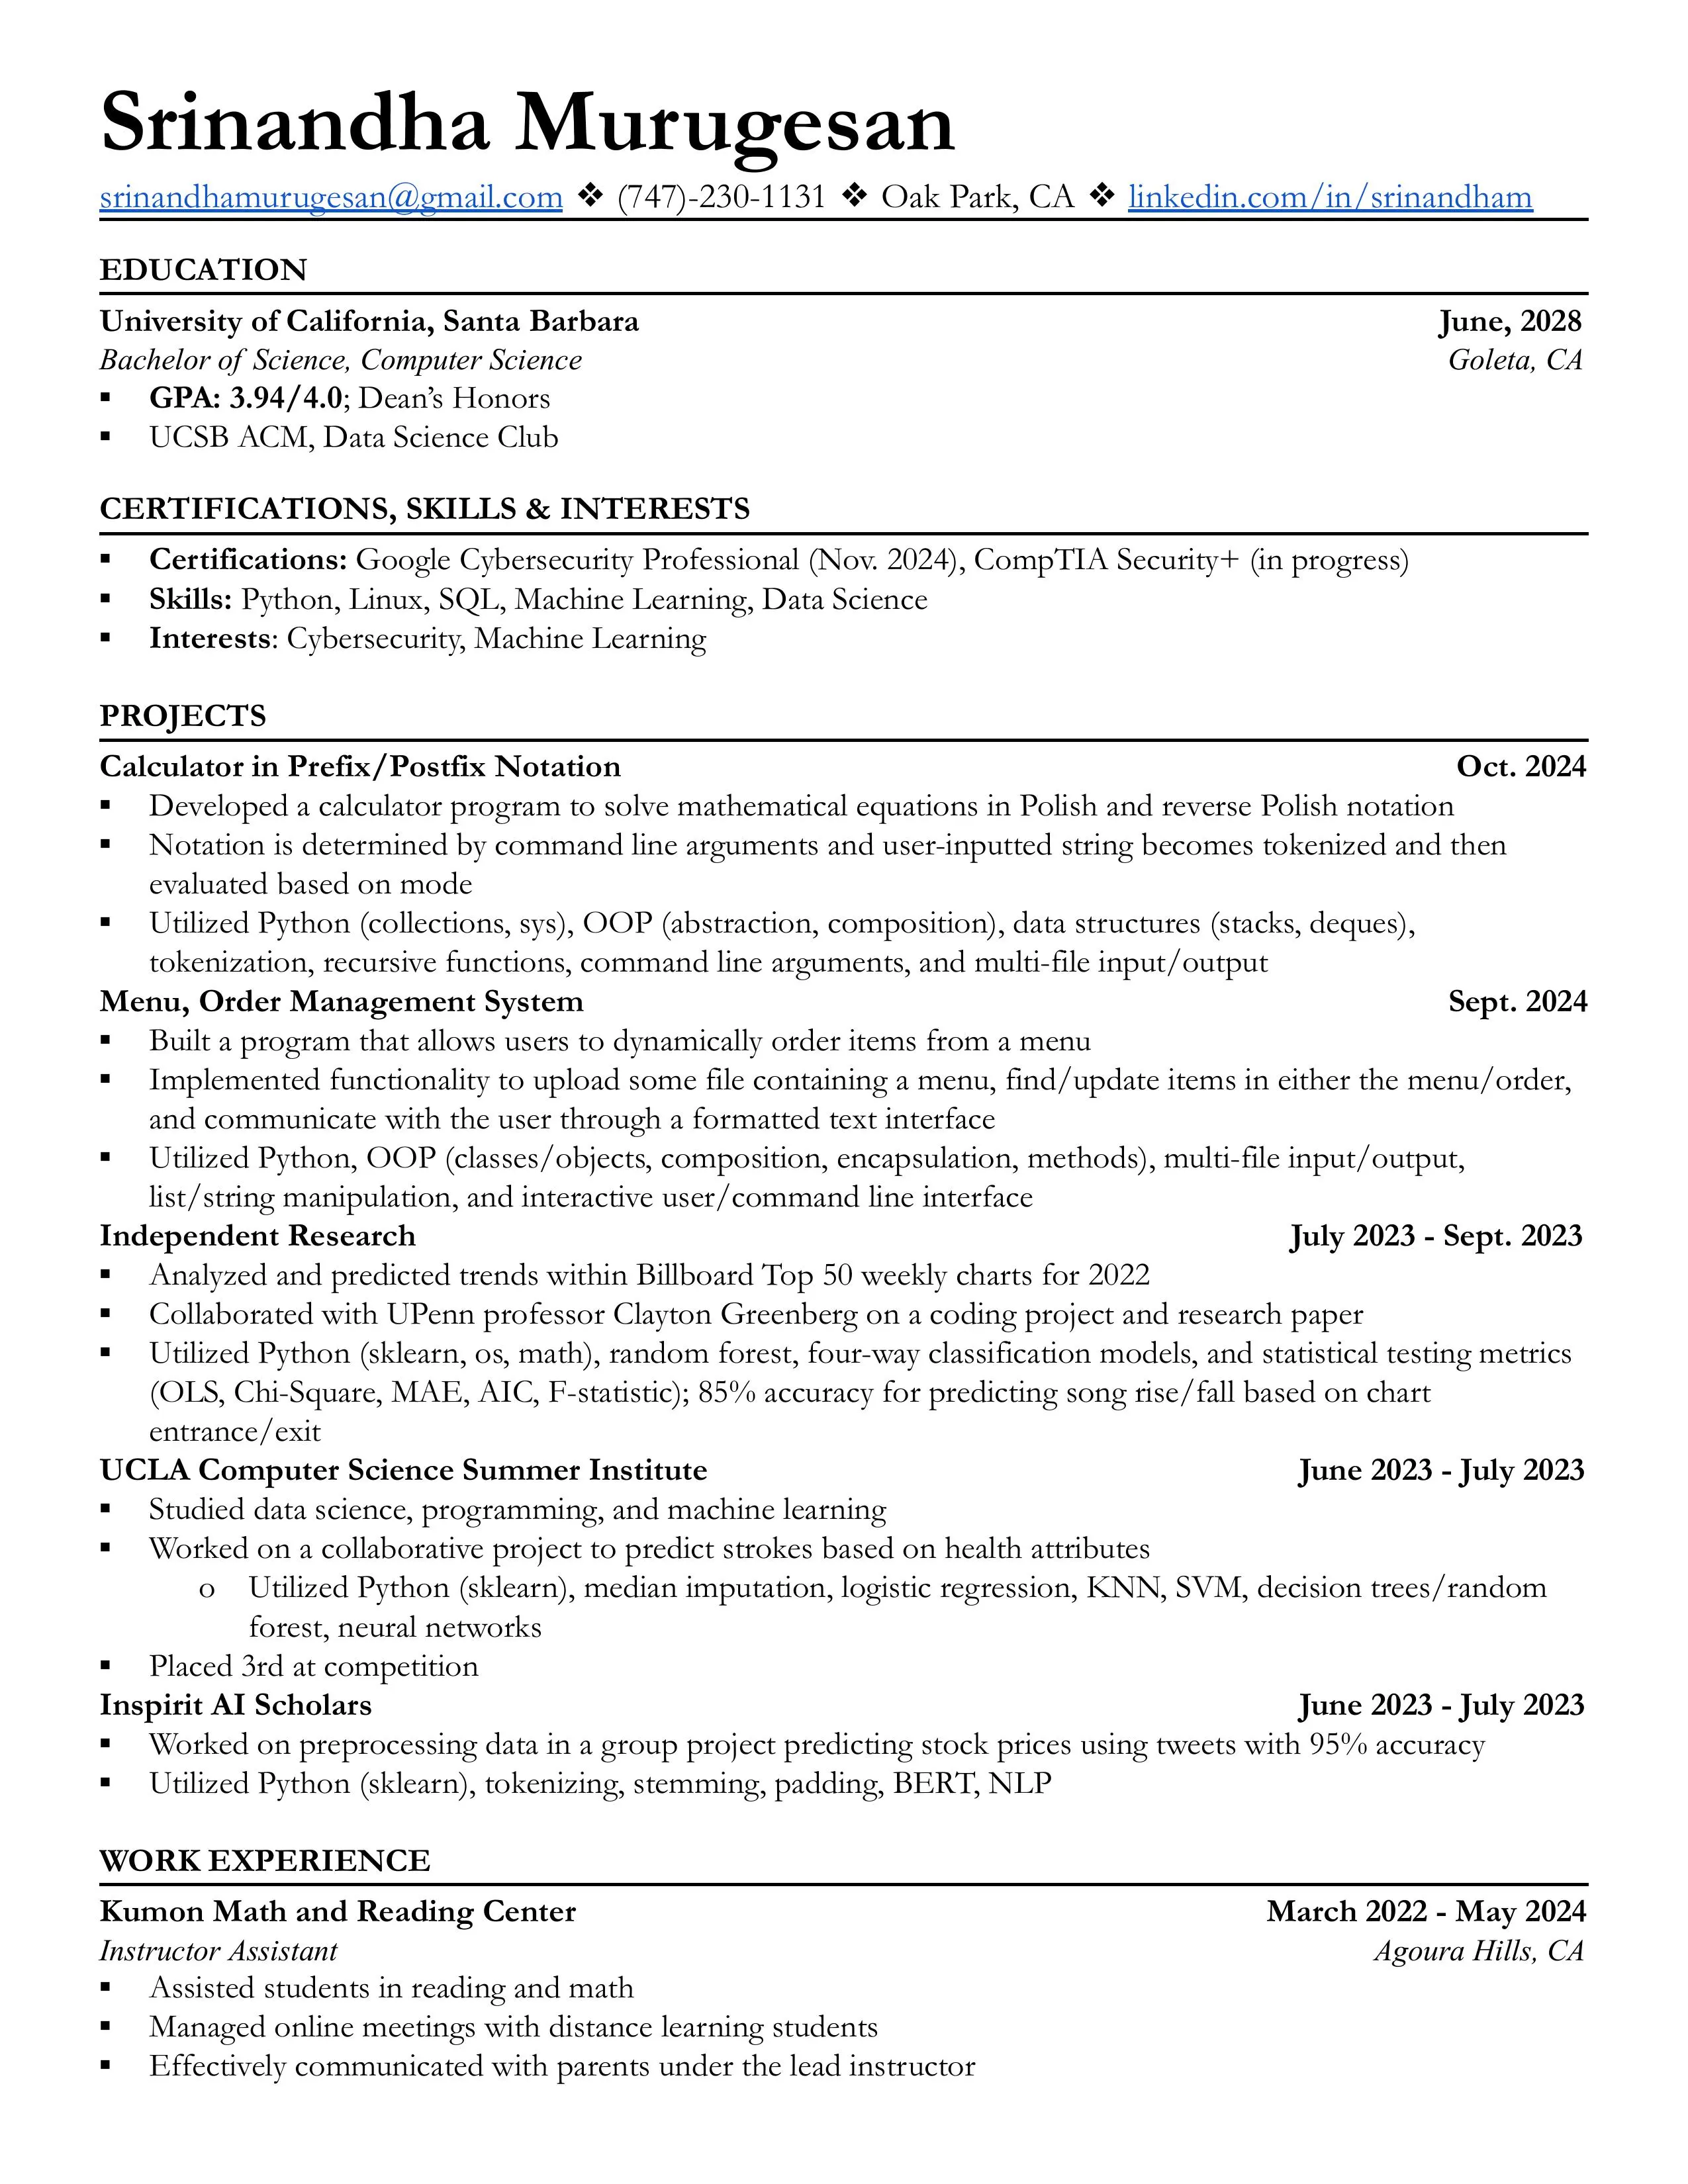 Srinandha Murugesan
srinandhamurugesan@gmail.com ❖ (747)-230-1131 ❖ Oak Park, CA ❖ linkedin.com/in/srinandham
EDUCATION
University of California, Santa Barbara June, 2028
Bachelor of Science, Computer Science Goleta, CA
▪ GPA: 3.94/4.0; Dean’s Honors
▪ UCSB ACM, Data Science Club
CERTIFICATIONS, SKILLS & INTERESTS
▪ Certifications: Google Cybersecurity Professional (Nov. 2024), CompTIA Security+ (in progress)
▪ Skills: Python, Linux, SQL, Machine Learning, Data Science
▪ Interests: Cybersecurity, Machine Learning
PROJECTS
Calculator in Prefix/Postfix Notation Oct. 2024
▪ Developed a calculator program to solve mathematical equations in Polish and reverse Polish notation
▪ Notation is determined by command line arguments and user-inputted string becomes tokenized and then
evaluated based on mode
▪ Utilized Python (collections, sys), OOP (abstraction, composition), data structures (stacks, deques),
tokenization, recursive functions, command line arguments, and multi-file input/output
Menu, Order Management System Sept. 2024
▪ Built a program that allows users to dynamically order items from a menu
▪ Implemented functionality to upload some file containing a menu, find/update items in either the menu/order,
and communicate with the user through a formatted text interface
▪ Utilized Python, OOP (classes/objects, composition, encapsulation, methods), multi-file input/output,
list/string manipulation, and interactive user/command line interface
Independent Research July 2023 - Sept. 2023
▪ Analyzed and predicted trends within Billboard Top 50 weekly charts for 2022
▪ Collaborated with UPenn professor Clayton Greenberg on a coding project and research paper
▪ Utilized Python (sklearn, os, math), random forest, four-way classification models, and statistical testing metrics
(OLS, Chi-Square, MAE, AIC, F-statistic); 85% accuracy for predicting song rise/fall based on chart
entrance/exit
UCLA Computer Science Summer Institute June 2023 - July 2023
▪ Studied data science, programming, and machine learning
▪ Worked on a collaborative project to predict strokes based on health attributes
o Utilized Python (sklearn), median imputation, logistic regression, KNN, SVM, decision trees/random
forest, neural networks
▪ Placed 3rd at competition
Inspirit AI Scholars June 2023 - July 2023
▪ Worked on preprocessing data in a group project predicting stock prices using tweets with 95% accuracy
▪ Utilized Python (sklearn), tokenizing, stemming, padding, BERT, NLP
WORK EXPERIENCE
Kumon Math and Reading Center March 2022 - May 2024
Instructor Assistant Agoura Hills, CA
▪ Assisted students in reading and math
▪ Managed online meetings with distance learning students
▪ Effectively communicated with parents under the lead instructor